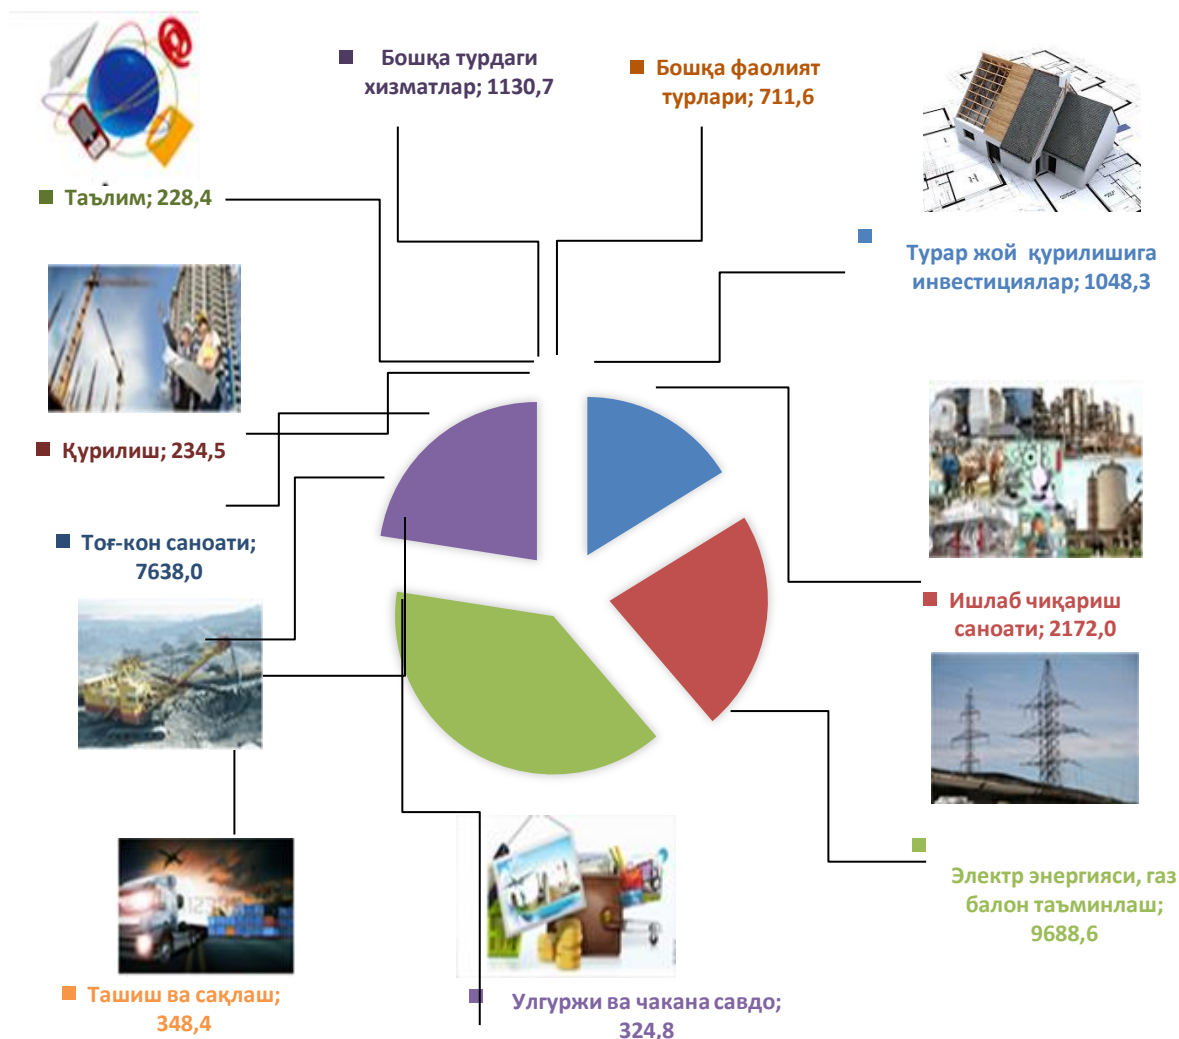 Бошқа турдаги
хизматлар; 1130,7
Бошқа фаолият
турлари; 711,6
Таълим; 228,4
Турар жой қурилишига
инвестициялар; 1048,3
Қурилиш; 234,5
Тоғ-кон саноати;
7638,0
Ишлаб чиқариш
саноати; 2172,0
Электр энергияси, газ
балон таъминлаш;
9688,6
Ташиш ва сақлаш;
348,4
Улгуржи ва чакана савдо;
324,8